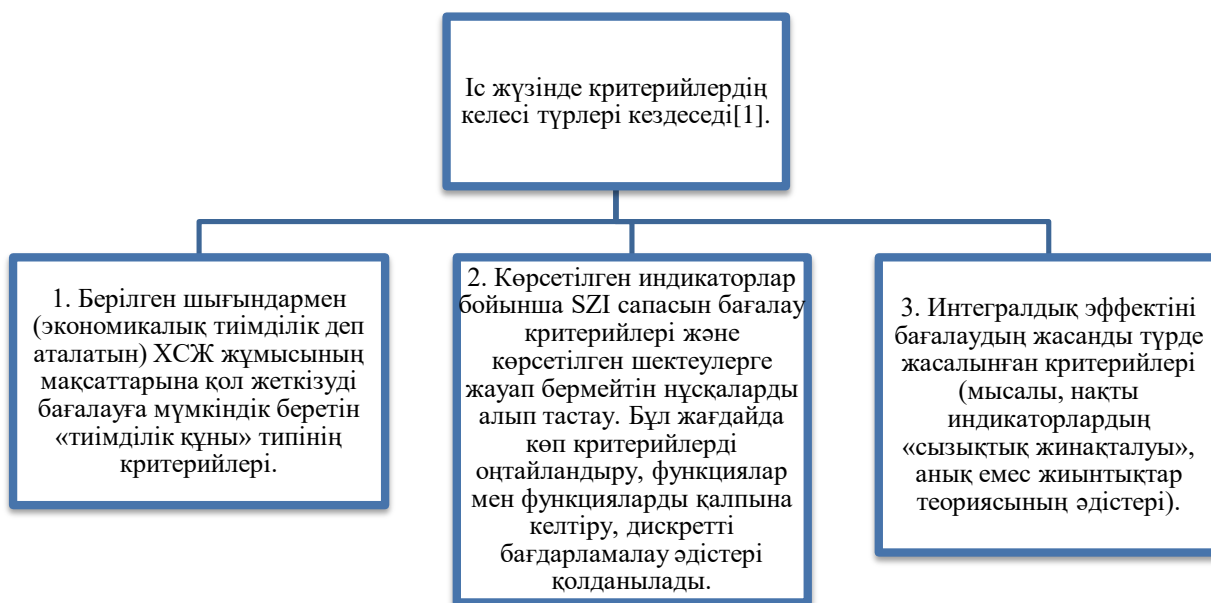 Іс жүзінде критерийлердің
келесі түрлері кездеседі[1].
1. Берілген шығындармен
(экономикалық тиімділік деп
аталатын) ХСЖ жұмысының
мақсаттарына қол жеткізуді
бағалауға мүмкіндік беретін
«тиімділік құны» типінің
критерийлері.
2. Көрсетілген индикаторлар
бойынша SZI сапасын бағалау
критерийлері және
көрсетілген шектеулерге
жауап бермейтін нұсқаларды
алып тастау. Бұл жағдайда
көп критерийлерді
оңтайландыру, функциялар
мен функцияларды қалпына
келтіру, дискретті
бағдарламалау әдістері
қолданылады.
3. Интегралдық эффектіні
бағалаудың жасанды түрде
жасалынған критерийлері
(мысалы, нақты
индикаторлардың
«сызықтық жинақталуы»,
анық емес жиынтықтар
теориясының әдістері).